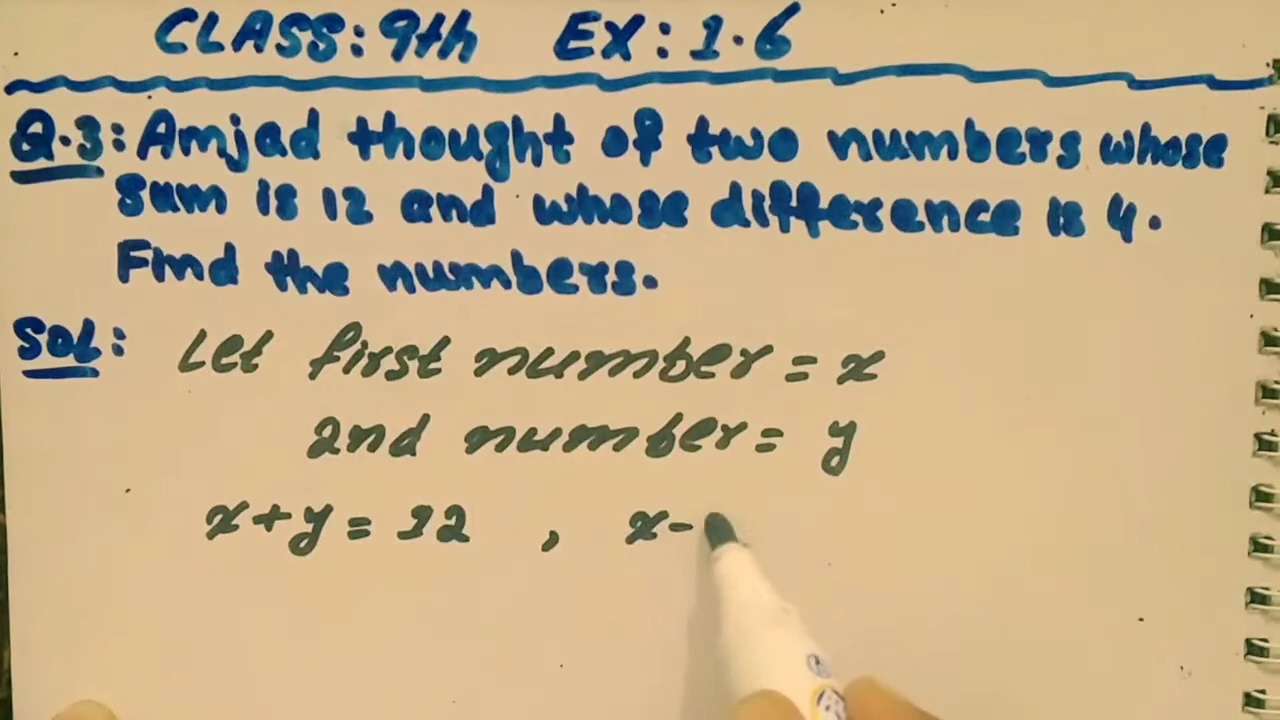 CLASS: 9th EX: 1.6
Q.3: Amjad thought of two numbers whose
sum is 12 and whose difference is 4.
Find the numbers.
Sol: Let first number = x
2nd number = y
x + y = 12 , x -